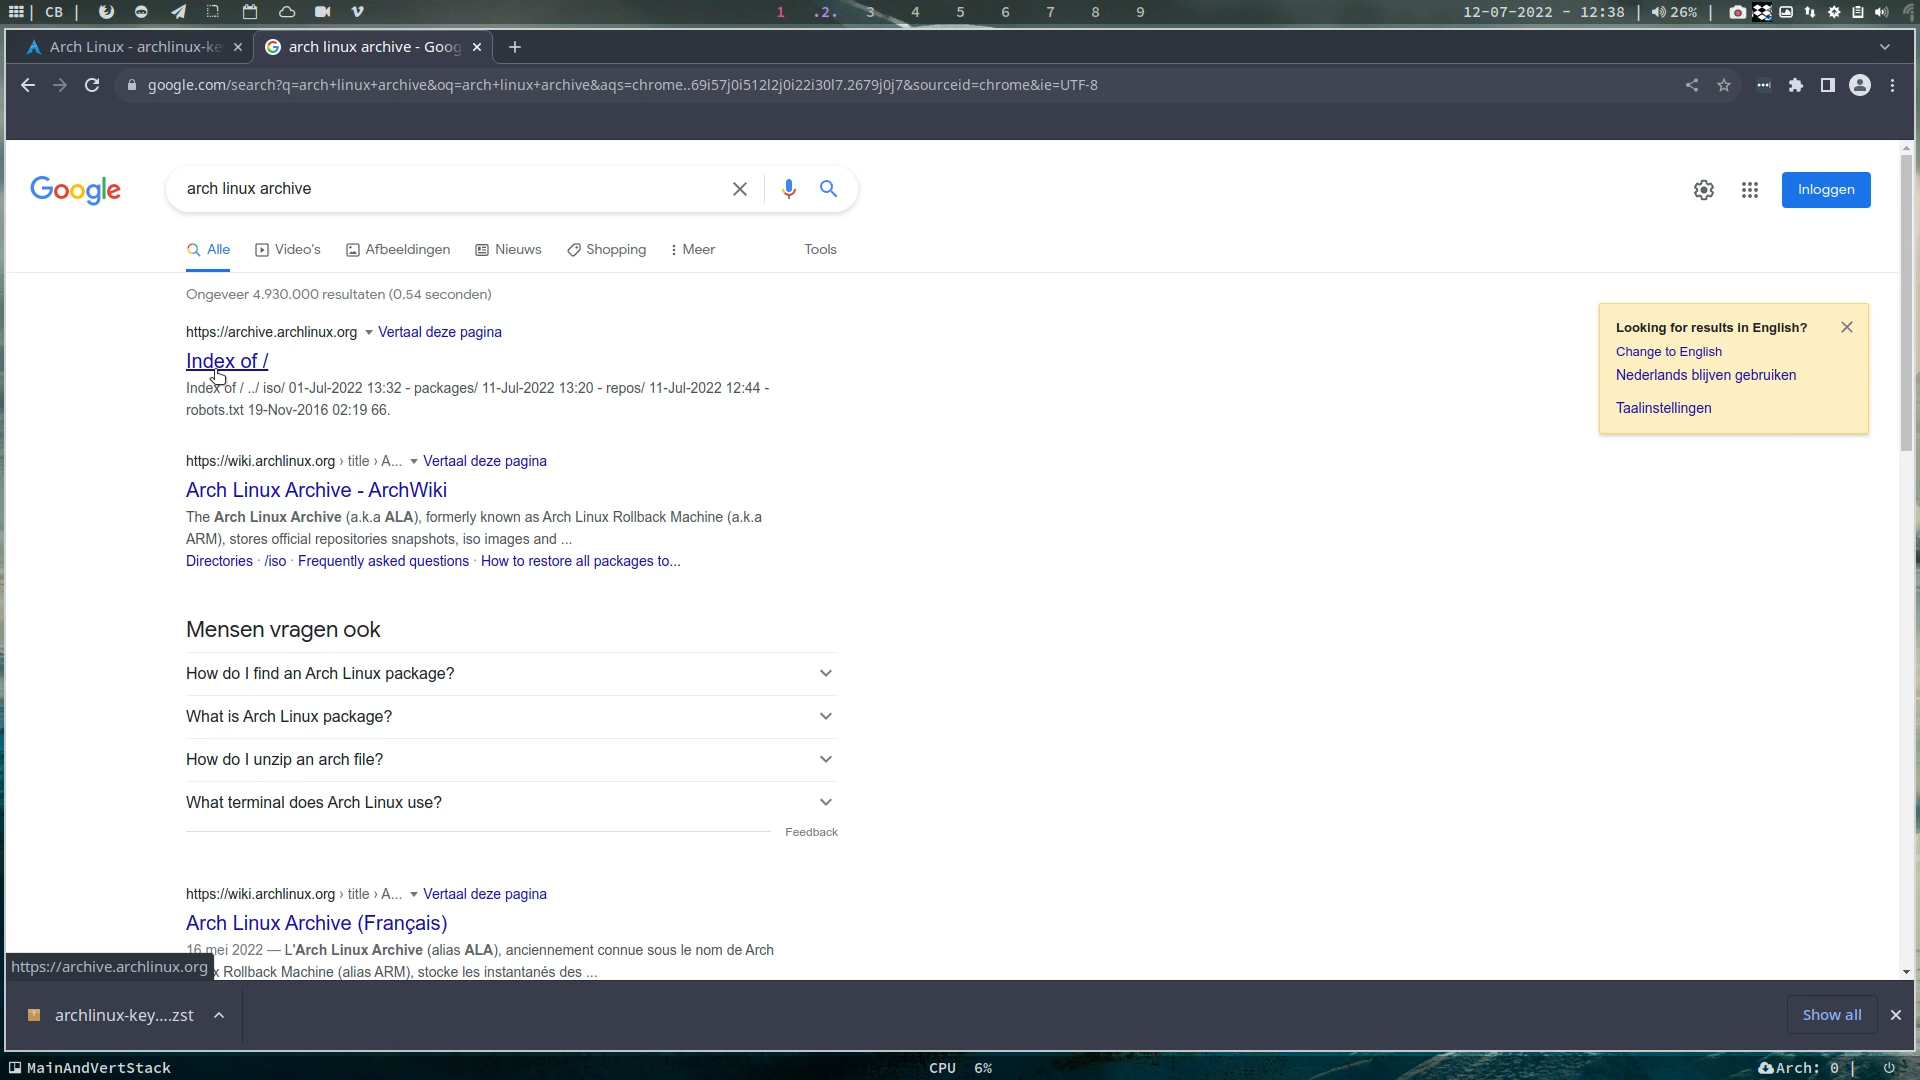 CB
1 .2. 3 4 5 6 7 8 9
12-07-2022 - 12:38 | 26% |
Arch Linux - archlinux-ke
arch linux archive - Goog
google.com/search?q=arch+linux+archive&oq=arch+linux+archive&aqs=chrome..69i57j0i512l2j0i22i30l7.2679j0j7&sourceid=chrome&ie=UTF-8
Google
arch linux archive
Inloggen
Alle Video's Afbeeldingen Nieuws Shopping Meer Tools
Ongeveer 4.930.000 resultaten (0,54 seconden)
https://archive.archlinux.org Vertaal deze pagina
Index of /
Index of / ../ iso/ 01-Jul-2022 13:32 - packages/ 11-Jul-2022 13:20 - repos/ 11-Jul-2022 12:44 -
robots.txt 19-Nov-2016 02:19 66.
Looking for results in English?
Change to English
Nederlands blijven gebruiken
Taalinstellingen
https://wiki.archlinux.org › title › A... Vertaal deze pagina
Arch Linux Archive - ArchWiki
The Arch Linux Archive (a.k.a ALA), formerly known as Arch Linux Rollback Machine (a.k.a
ARM), stores official repositories snapshots, iso images and ...
Directories · /iso · Frequently asked questions · How to restore all packages to...
Mensen vragen ook
How do I find an Arch Linux package?
What is Arch Linux package?
How do I unzip an arch file?
What terminal does Arch Linux use?
Feedback
https://wiki.archlinux.org › title › A... Vertaal deze pagina
Arch Linux Archive (Français)
16 mei 2022 — L'Arch Linux Archive (alias ALA), anciennement connue sous le nom de Arch
x Rollback Machine (alias ARM), stocke les instantanés des ...
https://archive.archlinux.org
archlinux-key....zst
Show all
MainAndVertStack
CPU 6%
Arch: 0 |